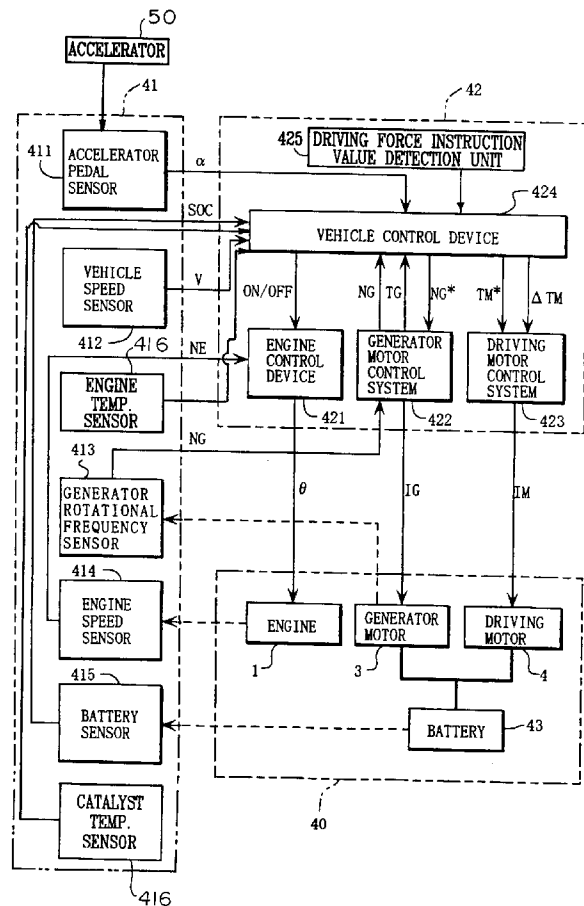 50
ACCELERATOR
41
42
411
ACCELERATOR
PEDAL
SENSOR
α
425
DRIVING FORCE INSTRUCTION
VALUE DETECTION UNIT
424
SOC
VEHICLE CONTROL DEVICE
VEHICLE
SPEED
SENSOR
412
V
ON/OFF
NG
TG
NG*
TM*
ΔTM
416
NE
ENGINE
TEMP.
SENSOR
ENGINE
CONTROL
DEVICE
421
GENERATOR
MOTOR
CONTROL
SYSTEM
422
DRIVING
MOTOR
CONTROL
SYSTEM
423
413
NG
GENERATOR
ROTATIONAL
FREQUENCY
SENSOR
θ
IG
IM
414
ENGINE
SPEED
SENSOR
ENGINE
1
GENERATOR
MOTOR
3
DRIVING
MOTOR
4
415
BATTERY
SENSOR
BATTERY
43
CATALYST
TEMP.
SENSOR
416
40